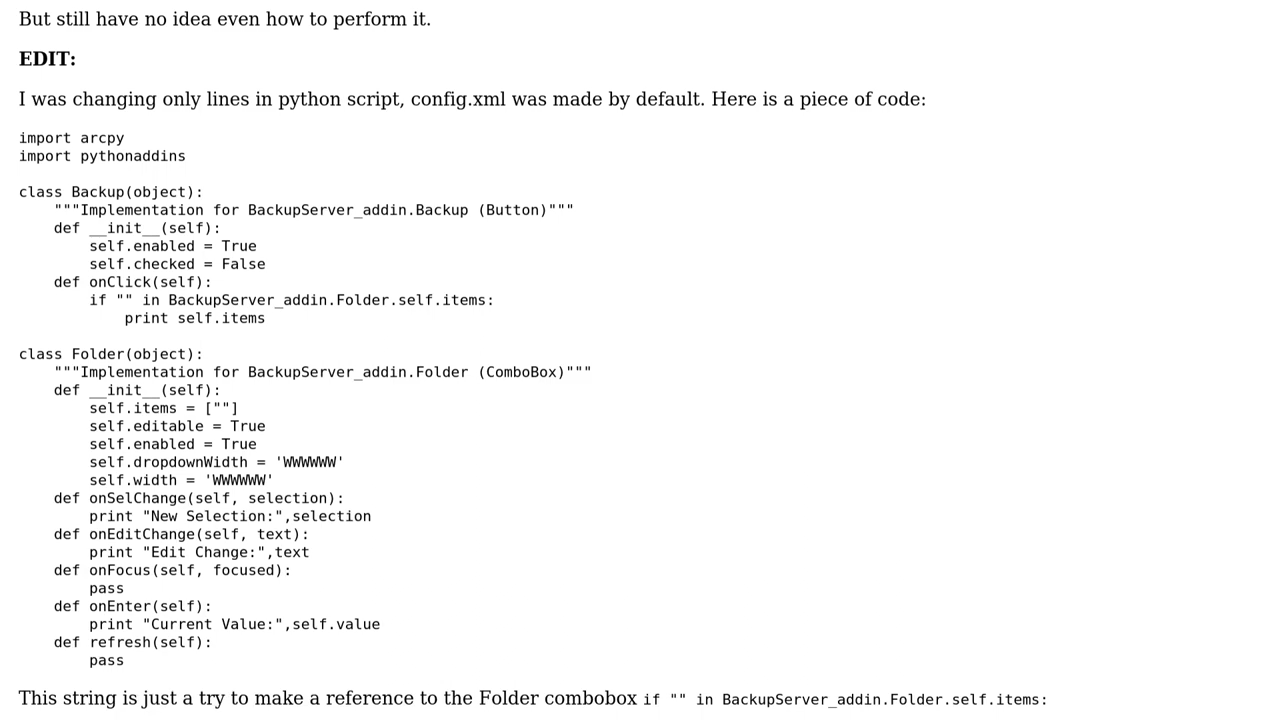 But still have no idea even how to perform it.
EDIT:
I was changing only lines in python script, config.xml was made by default. Here is a piece of code:
import arcpy
import pythonaddins
class Backup(object):
    """Implementation for BackupServer_addin.Backup (Button)"""
    def __init__(self):
        self.enabled = True
        self.checked = False
    def onClick(self):
        if "" in BackupServer_addin.Folder.self.items:
            print self.items
class Folder(object):
    """Implementation for BackupServer_addin.Folder (ComboBox)"""
    def __init__(self):
        self.items = [""]
        self.editable = True
        self.enabled = True
        self.dropdownWidth = 'WWWWWW'
        self.width = 'WWWWWW'
    def onSelChange(self, selection):
        print "New Selection:",selection
    def onEditChange(self, text):
        print "Edit Change:",text
    def onFocus(self, focused):
        pass
    def onEnter(self):
        print "Current Value:",self.value
    def refresh(self):
        pass
This string is just a try to make a reference to the Folder combobox if "" in BackupServer_addin.Folder.self.items: